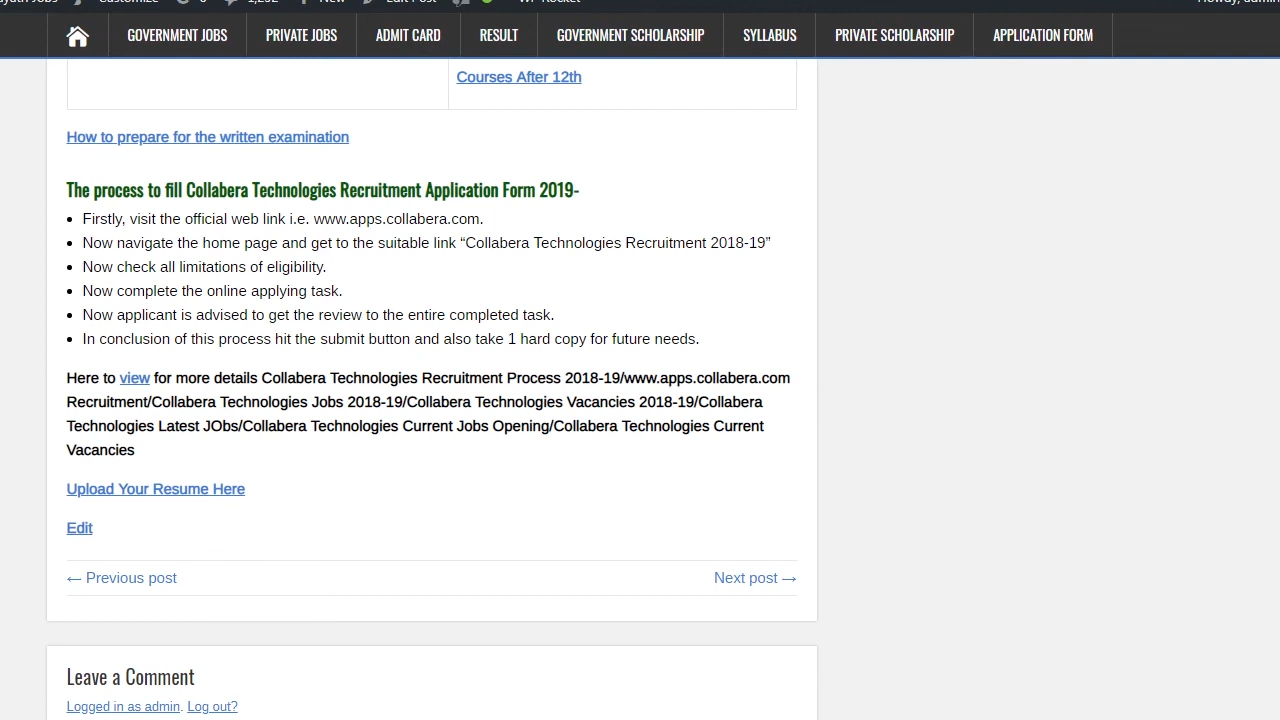 Customize
New
Edit Post
WP Rocket
GOVERNMENT JOBS PRIVATE JOBS ADMIT CARD RESULT GOVERNMENT SCHOLARSHIP SYLLABUS PRIVATE SCHOLARSHIP APPLICATION FORM
Courses After 12th
How to prepare for the written examination
The process to fill Collabera Technologies Recruitment Application Form 2019-
• Firstly, visit the official web link i.e. www.apps.collabera.com.
• Now navigate the home page and get to the suitable link “Collabera Technologies Recruitment 2018-19”
• Now check all limitations of eligibility.
• Now complete the online applying task.
• Now applicant is advised to get the review to the entire completed task.
• In conclusion of this process hit the submit button and also take 1 hard copy for future needs.
Here to view for more details Collabera Technologies Recruitment Process 2018-19/www.apps.collabera.com
Recruitment/Collabera Technologies Jobs 2018-19/Collabera Technologies Vacancies 2018-19/Collabera
Technologies Latest JObs/Collabera Technologies Current Jobs Opening/Collabera Technologies Current
Vacancies
Upload Your Resume Here
Edit
← Previous post Next post →
Leave a Comment
Logged in as admin. Log out?